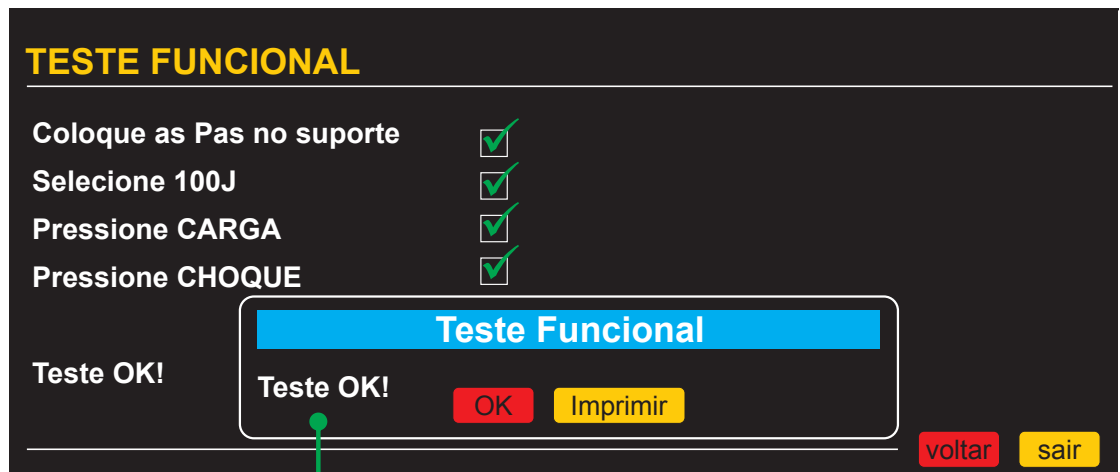 TESTE FUNCIONAL
Coloque as Pas no suporte
Selecione 100J
Pressione CARGA
Pressione CHOQUE
Teste Funcional
Teste OK!
Teste OK!
OK Imprimir
voltar sair